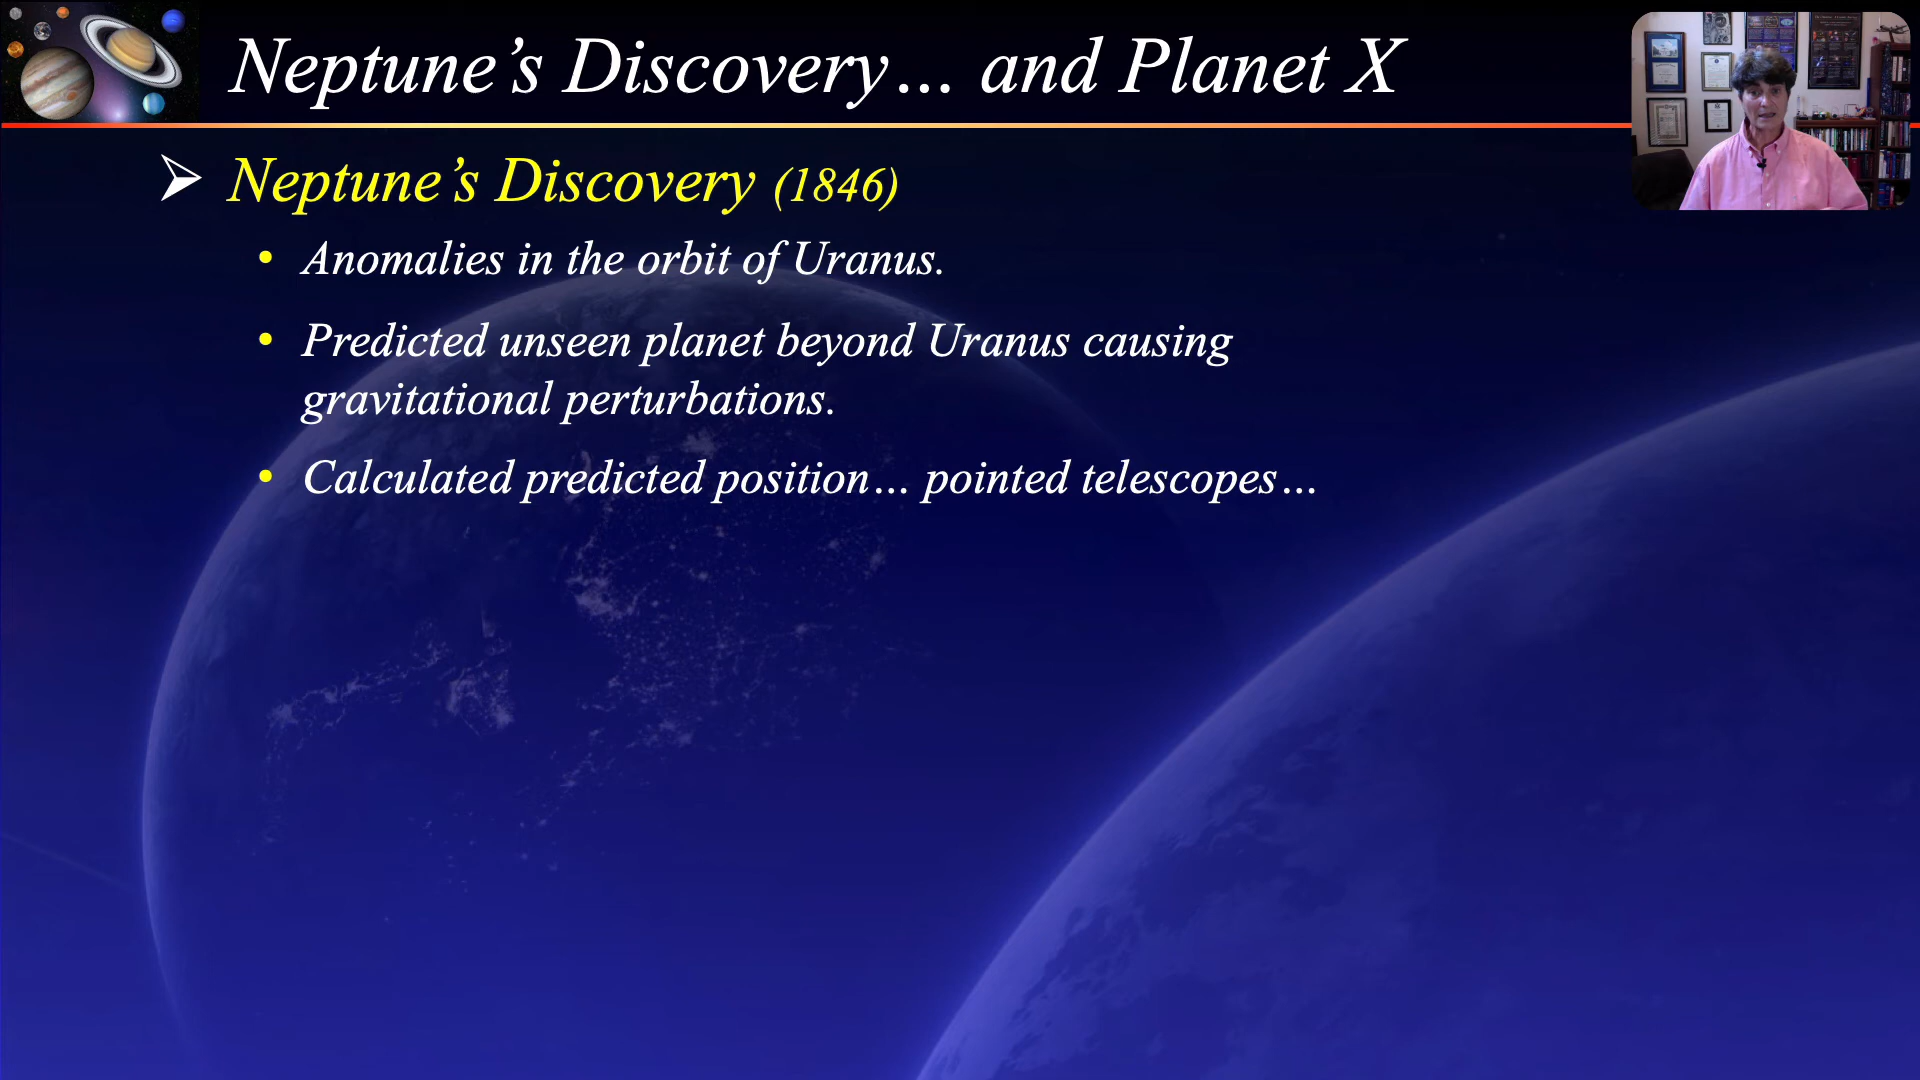 Neptune’s Discovery… and Planet X
➢ Neptune’s Discovery (1846)
• Anomalies in the orbit of Uranus.
• Predicted unseen planet beyond Uranus causing
gravitational perturbations.
• Calculated predicted position… pointed telescopes…